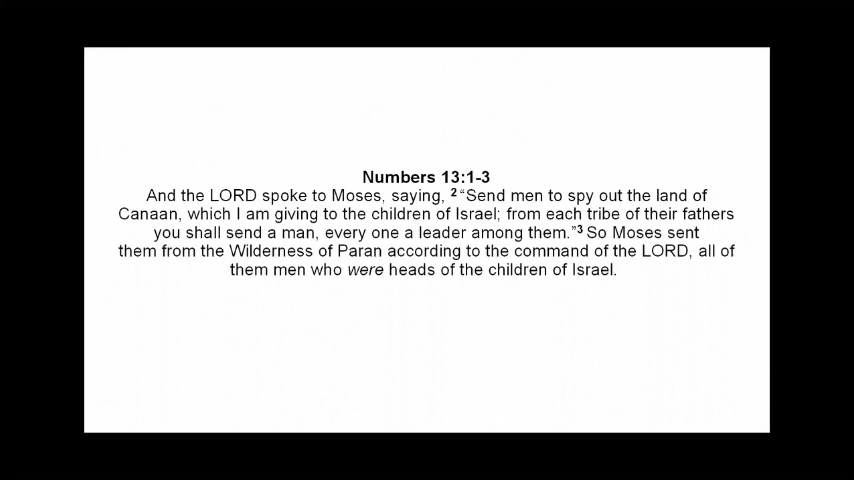 Numbers 13:1-3
And the LORD spoke to Moses, saying, 2 “Send men to spy out the land of
Canaan, which I am giving to the children of Israel; from each tribe of their fathers
you shall send a man, every one a leader among them.”3 So Moses sent
them from the Wilderness of Paran according to the command of the LORD, all of
them men who were heads of the children of Israel.